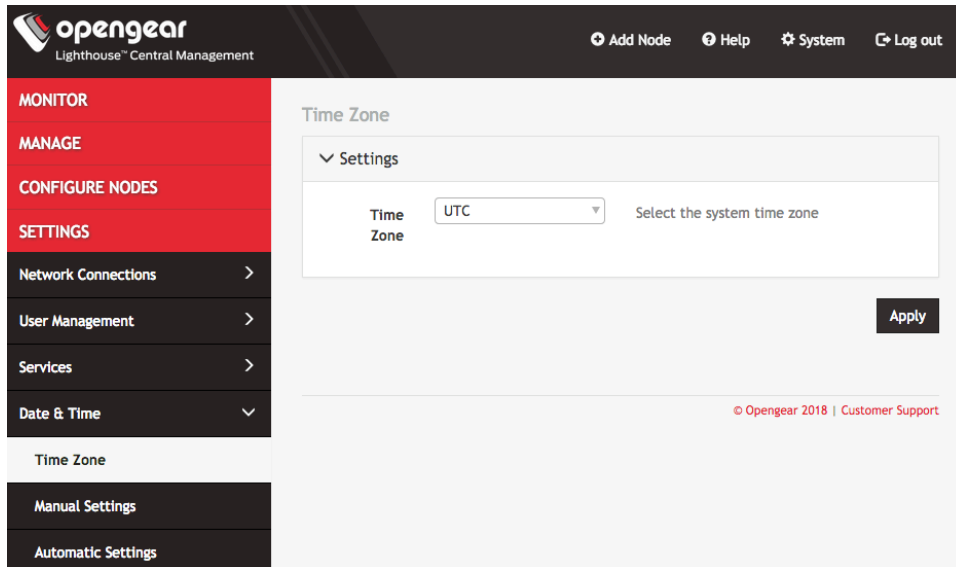 opengear
Lighthouse™ Central Management
Add Node
Help
System
Log out
MONITOR
MANAGE
CONFIGURE NODES
SETTINGS
Network Connections
User Management
Services
Date & Time
Time Zone
Manual Settings
Automatic Settings
Time Zone
Settings
Time
Zone
UTC
Select the system time zone
Apply
© Opengear 2018 | Customer Support